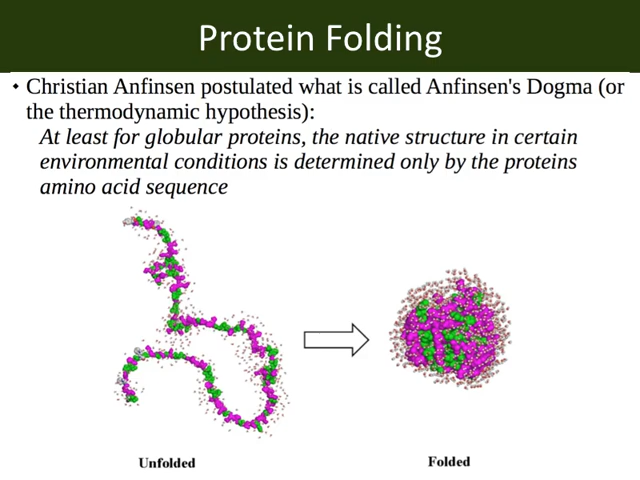 Protein Folding
• Christian Anfinsen postulated what is called Anfinsen's Dogma (or
the thermodynamic hypothesis):
At least for globular proteins, the native structure in certain
environmental conditions is determined only by the proteins
amino acid sequence
Unfolded
Folded